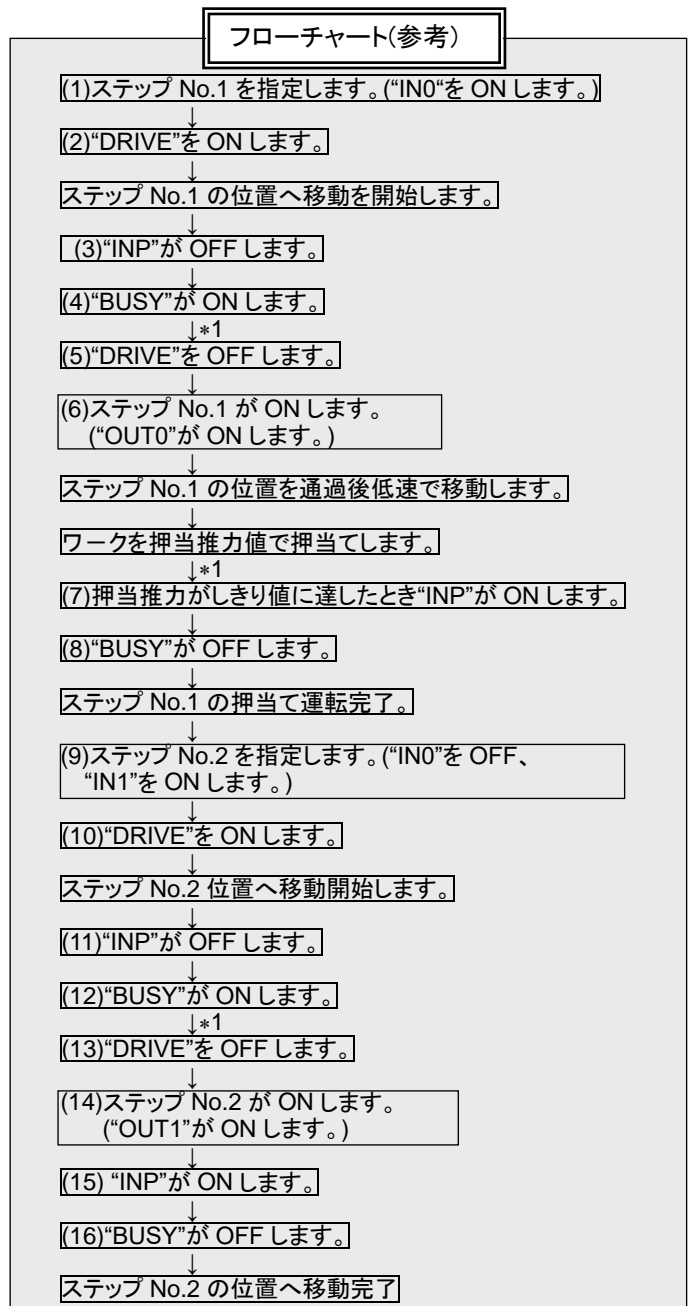 フローチャート(参考)
(1)ステップ No.1 を指定します。(“IN0“を ON します。)
↓
(2)“DRIVE”を ON します。
↓
ステップ No.1 の位置へ移動を開始します。
↓
(3)“INP”が OFF します。
↓
(4)“BUSY”が ON します。
↓*1
(5)“DRIVE”を OFF します。
↓
(6)ステップ No.1 が ON します。
(“OUT0”が ON します。)
↓
ステップ No.1 の位置を通過後低速で移動します。
↓
ワークを押当推力値で押当てします。
↓*1
(7)押当推力がしきり値に達したとき“INP”が ON します。
↓
(8)“BUSY”が OFF します。
↓
ステップ No.1 の押当て運転完了。
↓
(9)ステップ No.2 を指定します。(“IN0”を OFF、
“IN1”を ON します。)
↓
(10)“DRIVE”を ON します。
↓
ステップ No.2 位置へ移動開始します。
↓
(11)“INP”が OFF します。
↓
(12)“BUSY”が ON します。
↓*1
(13)“DRIVE”を OFF します。
↓
(14)ステップ No.2 が ON します。
(“OUT1”が ON します。)
↓
(15) “INP”が ON します。
↓
(16)“BUSY”が OFF します。
↓
ステップ No.2 の位置へ移動完了